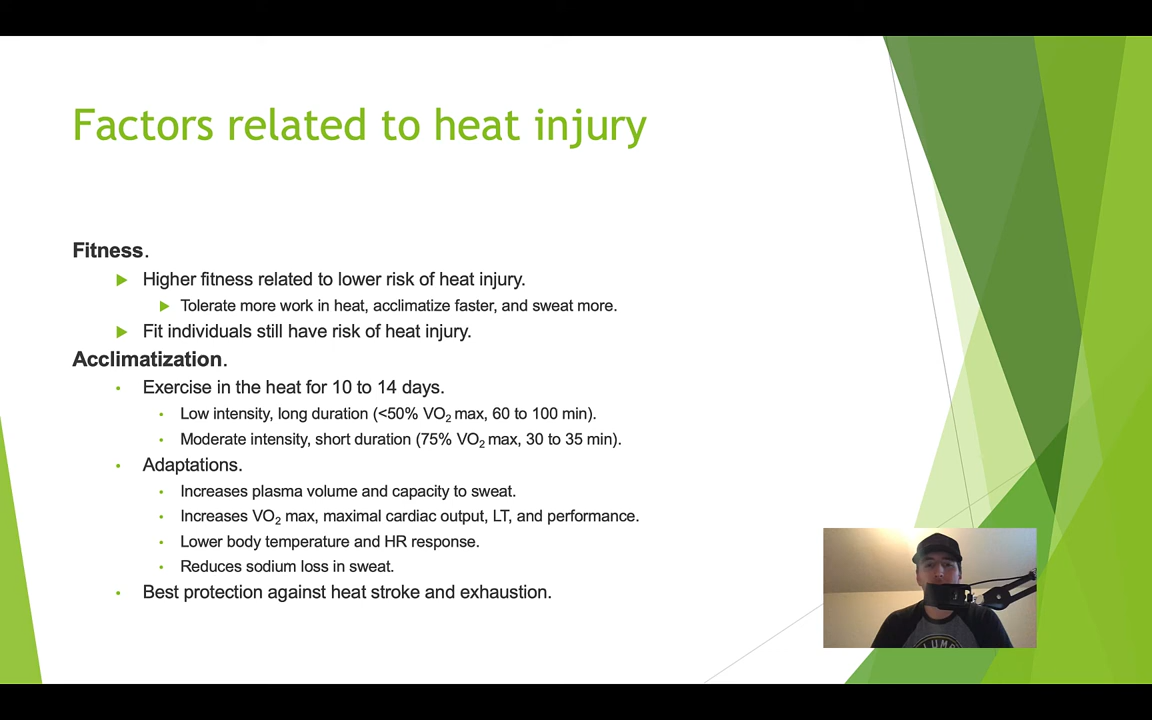 Factors related to heat injury
Fitness.
Higher fitness related to lower risk of heat injury.
Tolerate more work in heat, acclimatize faster, and sweat more.
Fit individuals still have risk of heat injury.
Acclimatization.
Exercise in the heat for 10 to 14 days.
Low intensity, long duration (<50% VO₂ max, 60 to 100 min).
Moderate intensity, short duration (75% VO₂ max, 30 to 35 min).
Adaptations.
Increases plasma volume and capacity to sweat.
Increases VO₂ max, maximal cardiac output, LT, and performance.
Lower body temperature and HR response.
Reduces sodium loss in sweat.
Best protection against heat stroke and exhaustion.